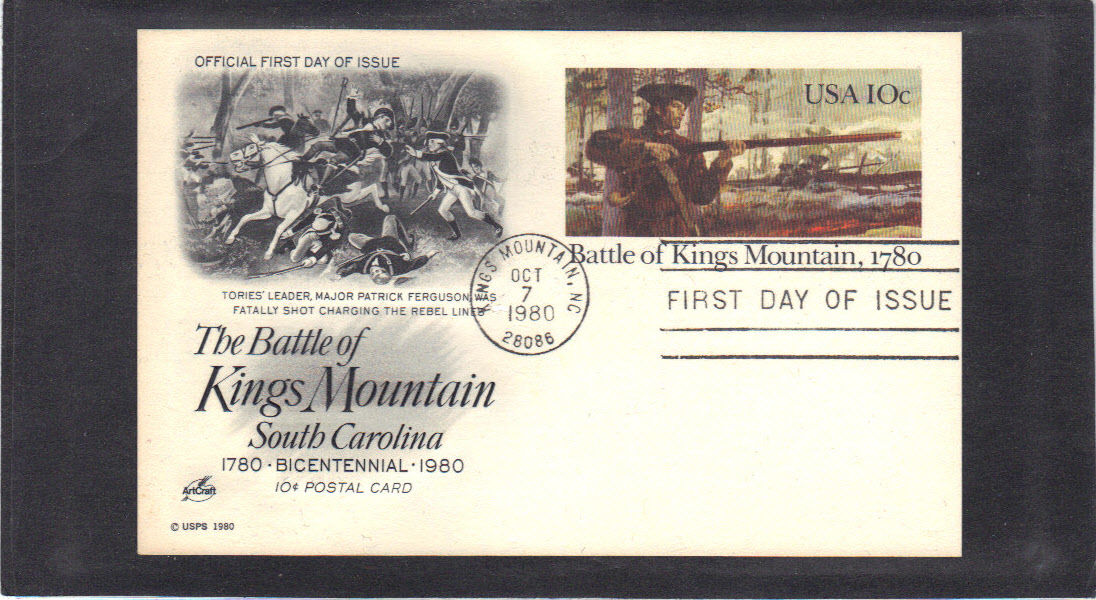 OFFICIAL FIRST DAY OF ISSUE
TORIES' LEADER, MAJOR PATRICK FERGUSON, WAS
FATALLY SHOT CHARGING THE REBEL LINES
The Battle of
Kings Mountain
South Carolina
1780 · BICENTENNIAL · 1980
10¢ POSTAL CARD
ArtCraft
© USPS 1980
USA 10c
Battle of Kings Mountain, 1780
KINGS MOUNTAIN, NC
OCT
7
1980
28086
FIRST DAY OF ISSUE